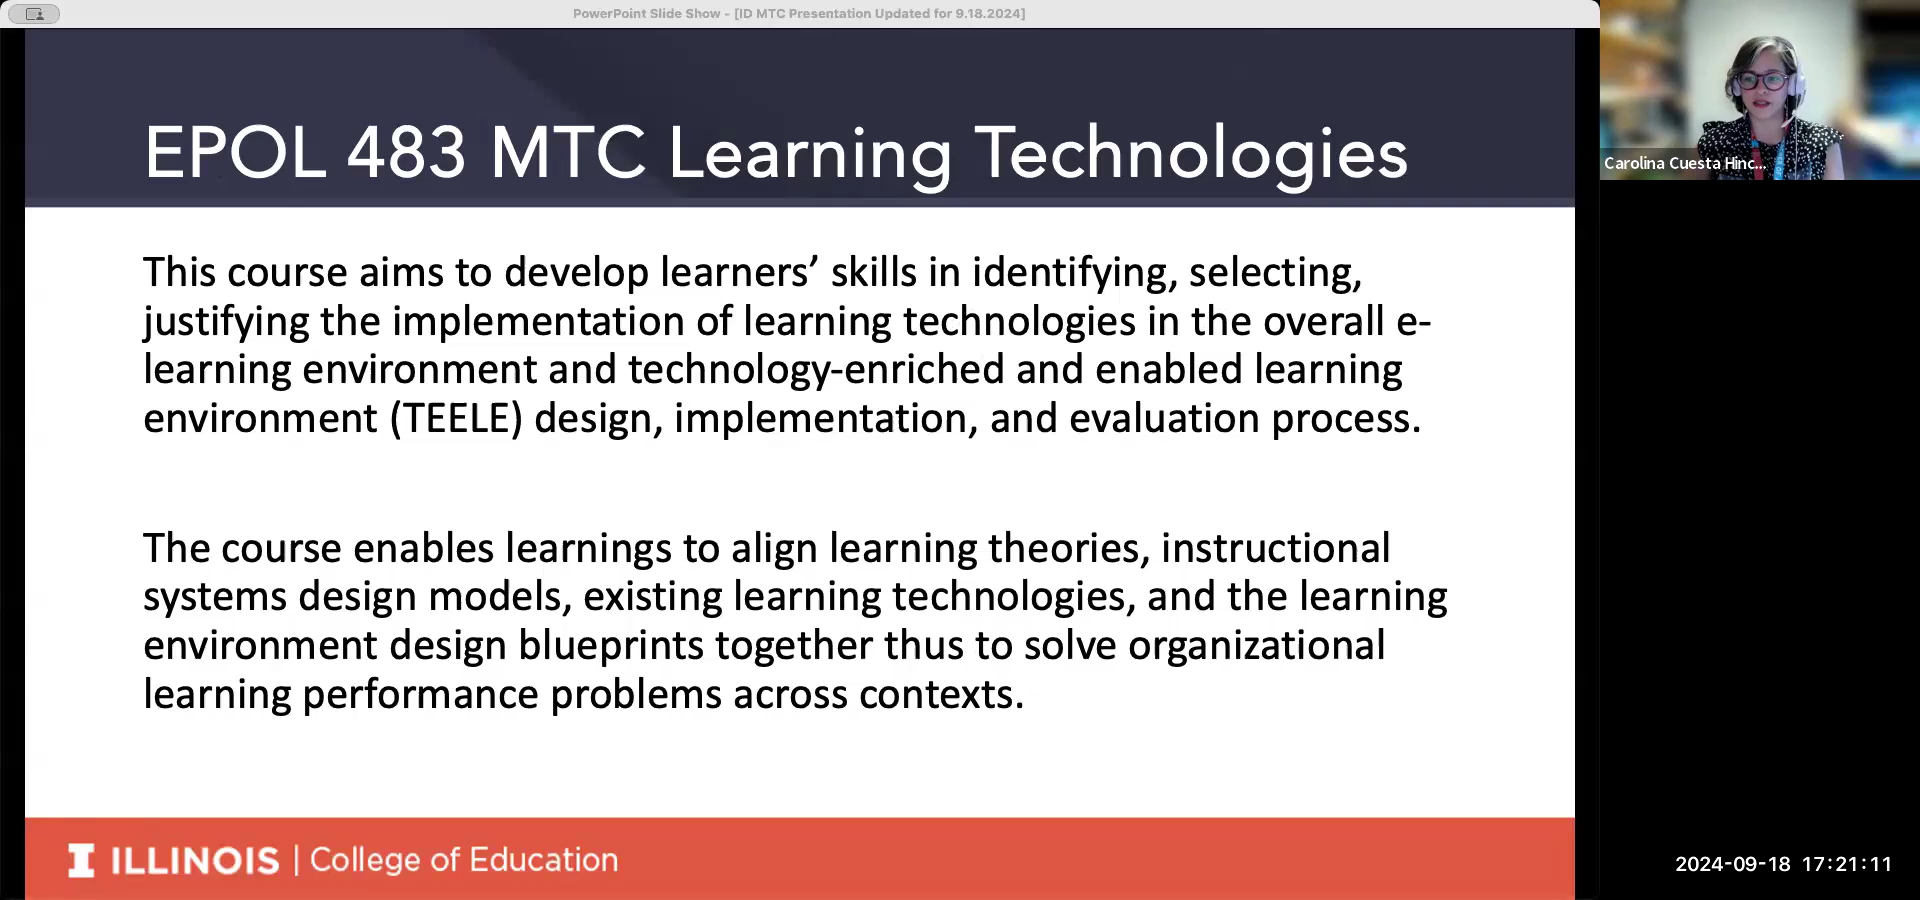 PowerPoint Slide Show - [ID MTC Presentation Updated for 9.18.2024]
EPOL 483 MTC Learning Technologies
This course aims to develop learners’ skills in identifying, selecting,
justifying the implementation of learning technologies in the overall e-
learning environment and technology-enriched and enabled learning
environment (TEELE) design, implementation, and evaluation process.
The course enables learnings to align learning theories, instructional
systems design models, existing learning technologies, and the learning
environment design blueprints together thus to solve organizational
learning performance problems across contexts.
I ILLINOIS | College of Education
Carolina Cuesta Hinc...
2024-09-18 17:21:11